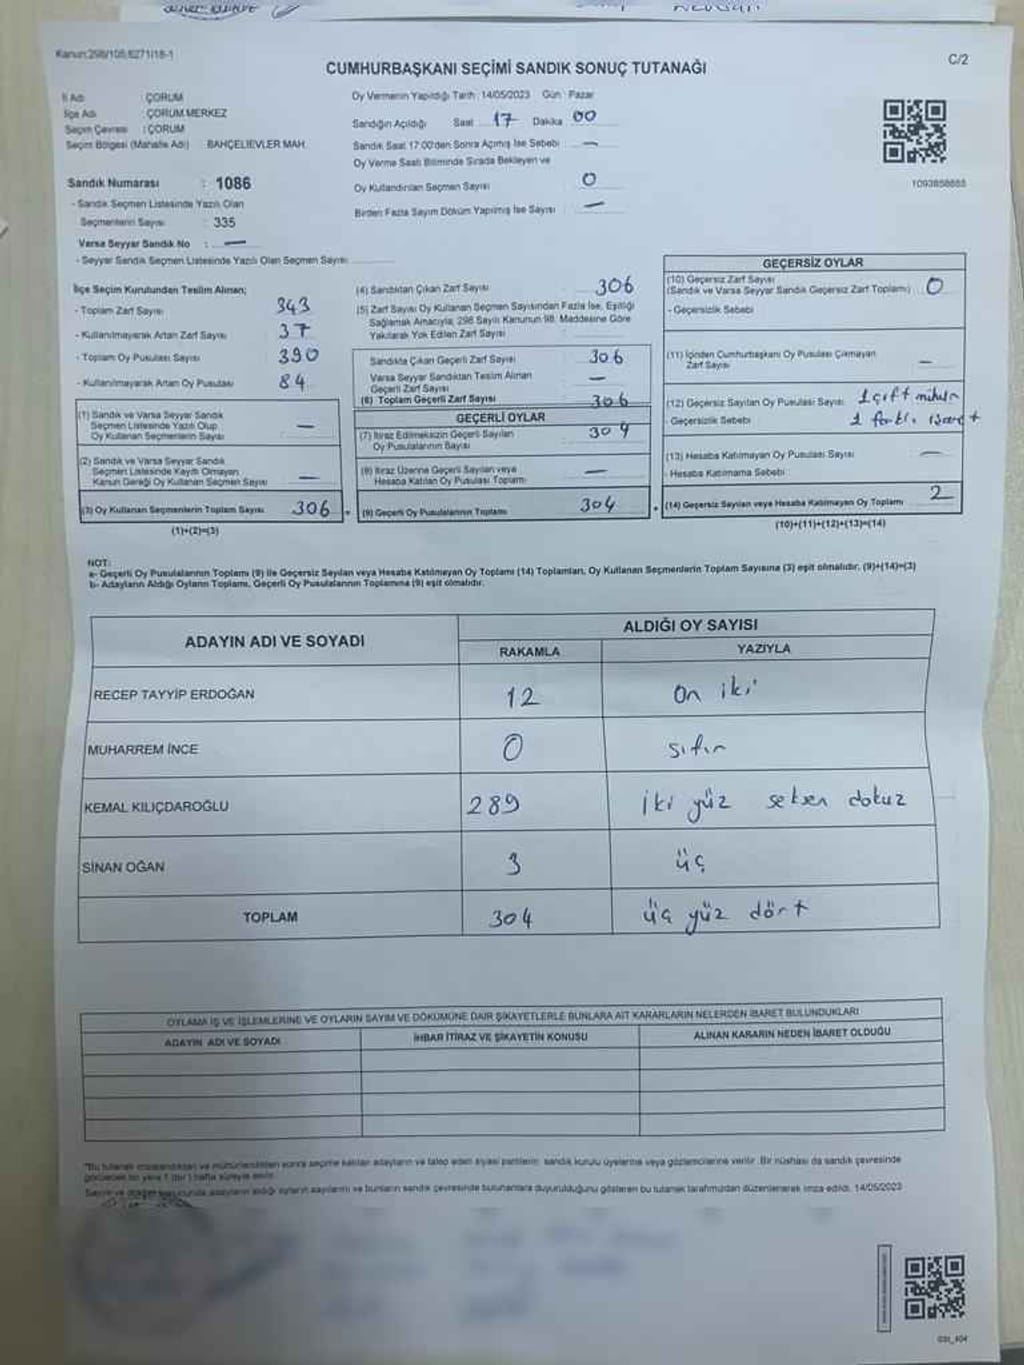 Kanun:298/105,6271/18-1
C/2
CUMHURBAŞKANI SEÇİMİ SANDIK SONUÇ TUTANAĞI
İl Adı : ÇORUM
İlçe Adı : ÇORUM MERKEZ
Seçim Çevresi : ÇORUM
Seçim Bölgesi (Mahalle Adı) BAHÇELİEVLER MAH.
Sandık Numarası : 1086
- Sandık Seçmen Listesinde Yazılı Olan
Seçmenlerin Sayısı : 335
Varsa Seyyar Sandık No : —
- Seyyar Sandık Seçmen Listesinde Yazılı Olan Seçmen Sayısı
Oy Vermenin Yapıldığı Tarih : 14/05/2023 Gün : Pazar
Sandığın Açıldığı Saat 17 Dakika 00
Sandık Saat 17:00'den Sonra Açılmış İse Sebebi : —
Oy Verme Saati Bitiminde Sırada Bekleyen ve
Oy Kullandırılan Seçmen Sayısı : 0
Birden Fazla Sayım Döküm Yapılmış İse Sayısı : —
1093858885
İlçe Seçim Kurulundan Teslim Alınan;
- Toplam Zarf Sayısı 343
- Kullanılmayarak Artan Zarf Sayısı 37
- Toplam Oy Pusulası Sayısı 390
- Kullanılmayarak Artan Oy Pusulası 84
(1) Sandık ve Varsa Seyyar Sandık
Seçmen Listesinde Yazılı Olup
Oy Kullanan Seçmenlerin Sayısı —
(2) Sandık ve Varsa Seyyar Sandık
Seçmen Listesinde Kayıtlı Olmayan
Kanun Gereği Oy Kullanan Seçmen Sayısı —
(3) Oy Kullanan Seçmenlerin Toplam Sayısı 306
(1)+(2)=(3)
(4) Sandıktan Çıkan Zarf Sayısı 306
(5) Zarf Sayısı Oy Kullanan Seçmen Sayısından Fazla İse, Eşitliği
Sağlamak Amacıyla, 298 Sayılı Kanunun 98. Maddesine Göre
Yakılarak Yok Edilen Zarf Sayısı :
Sandıkta Çıkan Geçerli Zarf Sayısı 306
Varsa Seyyar Sandıktan Teslim Alınan
Geçerli Zarf Sayısı —
(6) Toplam Geçerli Zarf Sayısı 306
GEÇERLİ OYLAR
(7) İtiraz Edilmeksizin Geçerli Sayılan
Oy Pusulalarının Sayısı 304
(8) İtiraz Üzerine Geçerli Sayılan veya
Hesaba Katılan Oy Pusulası Toplamı —
(9) Geçerli Oy Pusulalarının Toplamı 304
GEÇERSİZ OYLAR
(10) Geçersiz Zarf Sayısı
(Sandık ve Varsa Seyyar Sandık Geçersiz Zarf Toplamı) 0
- Geçersizlik Sebebi
(11) İçinden Cumhurbaşkanı Oy Pusulası Çıkmayan
Zarf Sayısı —
(12) Geçersiz Sayılan Oy Pusulası Sayısı 1 çift mühür
- Geçersizlik Sebebi 1 farklı işaret
(13) Hesaba Katılmayan Oy Pusulası Sayısı —
- Hesaba Katılmama Sebebi
(14) Geçersiz Sayılan veya Hesaba Katılmayan Oy Toplamı 2
(10)+(11)+(12)+(13)=(14)
NOT:
a- Geçerli Oy Pusulalarının Toplamı (9) ile Geçersiz Sayılan veya Hesaba Katılmayan Oy Toplamı (14) Toplamları, Oy Kullanan Seçmenlerin Toplam Sayısına (3) eşit olmalıdır. (9)+(14)=(3)
b- Adayların Aldığı Oyların Toplamı, Geçerli Oy Pusulalarının Toplamına (9) eşit olmalıdır.
ADAYIN ADI VE SOYADI
ALDIĞI OY SAYISI
RAKAMLA YAZIYLA
RECEP TAYYİP ERDOĞAN 12 on iki
MUHARREM İNCE 0 sıfır
KEMAL KILIÇDAROĞLU 289 iki yüz seksen dokuz
SİNAN OĞAN 3 üç
TOPLAM 304 üç yüz dört
OYLAMA İŞ VE İŞLEMLERİNE VE OYLARIN SAYIM VE DÖKÜMÜNE DAİR ŞİKAYETLERLE BUNLARA AİT KARARLARIN NELERDEN İBARET BULUNDUKLARI
ADAYIN ADI VE SOYADI İHBAR İTİRAZ VE ŞİKAYETİN KONUSU ALINAN KARARIN NEDEN İBARET OLDUĞU
"Bu tutanak imzalandıktan ve mühürlendikten sonra seçime katılan adayların ve talep eden siyasi partilerin sandık kurulu üyelerine veya gözlemcilerine verilir. Bir nüshası da sandık çevresinde
görülecek bir yere 1 (bir) hafta süreyle asılır."
adayların aldığı oyların sayılarını ve bunların sandık çevresinde bulunanlara duyurulduğunu gösteren bu tutanak tarafımızdan düzenlenerek imza edildi. 14/05/2023